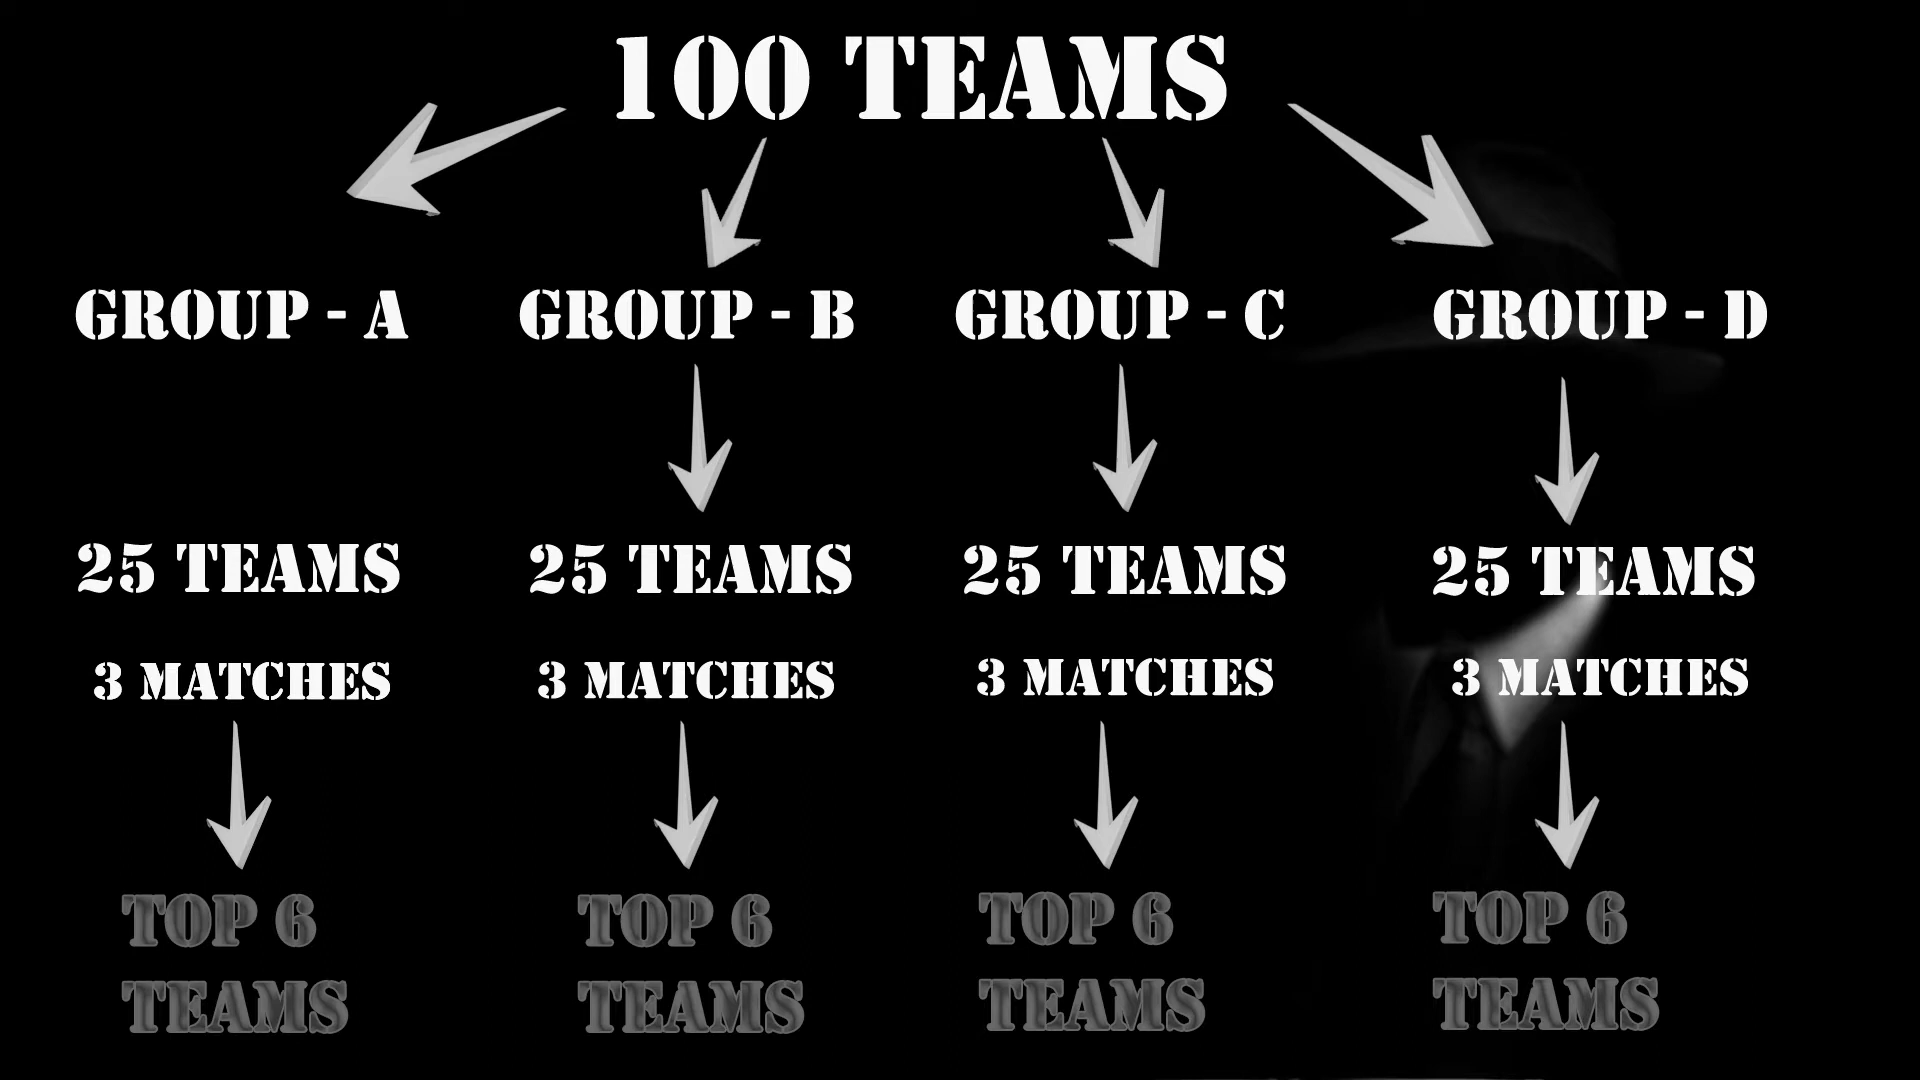 100 TEAMS
GROUP - A
GROUP - B
GROUP - C
GROUP - D
25 TEAMS
25 TEAMS
25 TEAMS
25 TEAMS
3 MATCHES
3 MATCHES
3 MATCHES
3 MATCHES
TOP 6
TEAMS
TOP 6
TEAMS
TOP 6
TEAMS
TOP 6
TEAMS